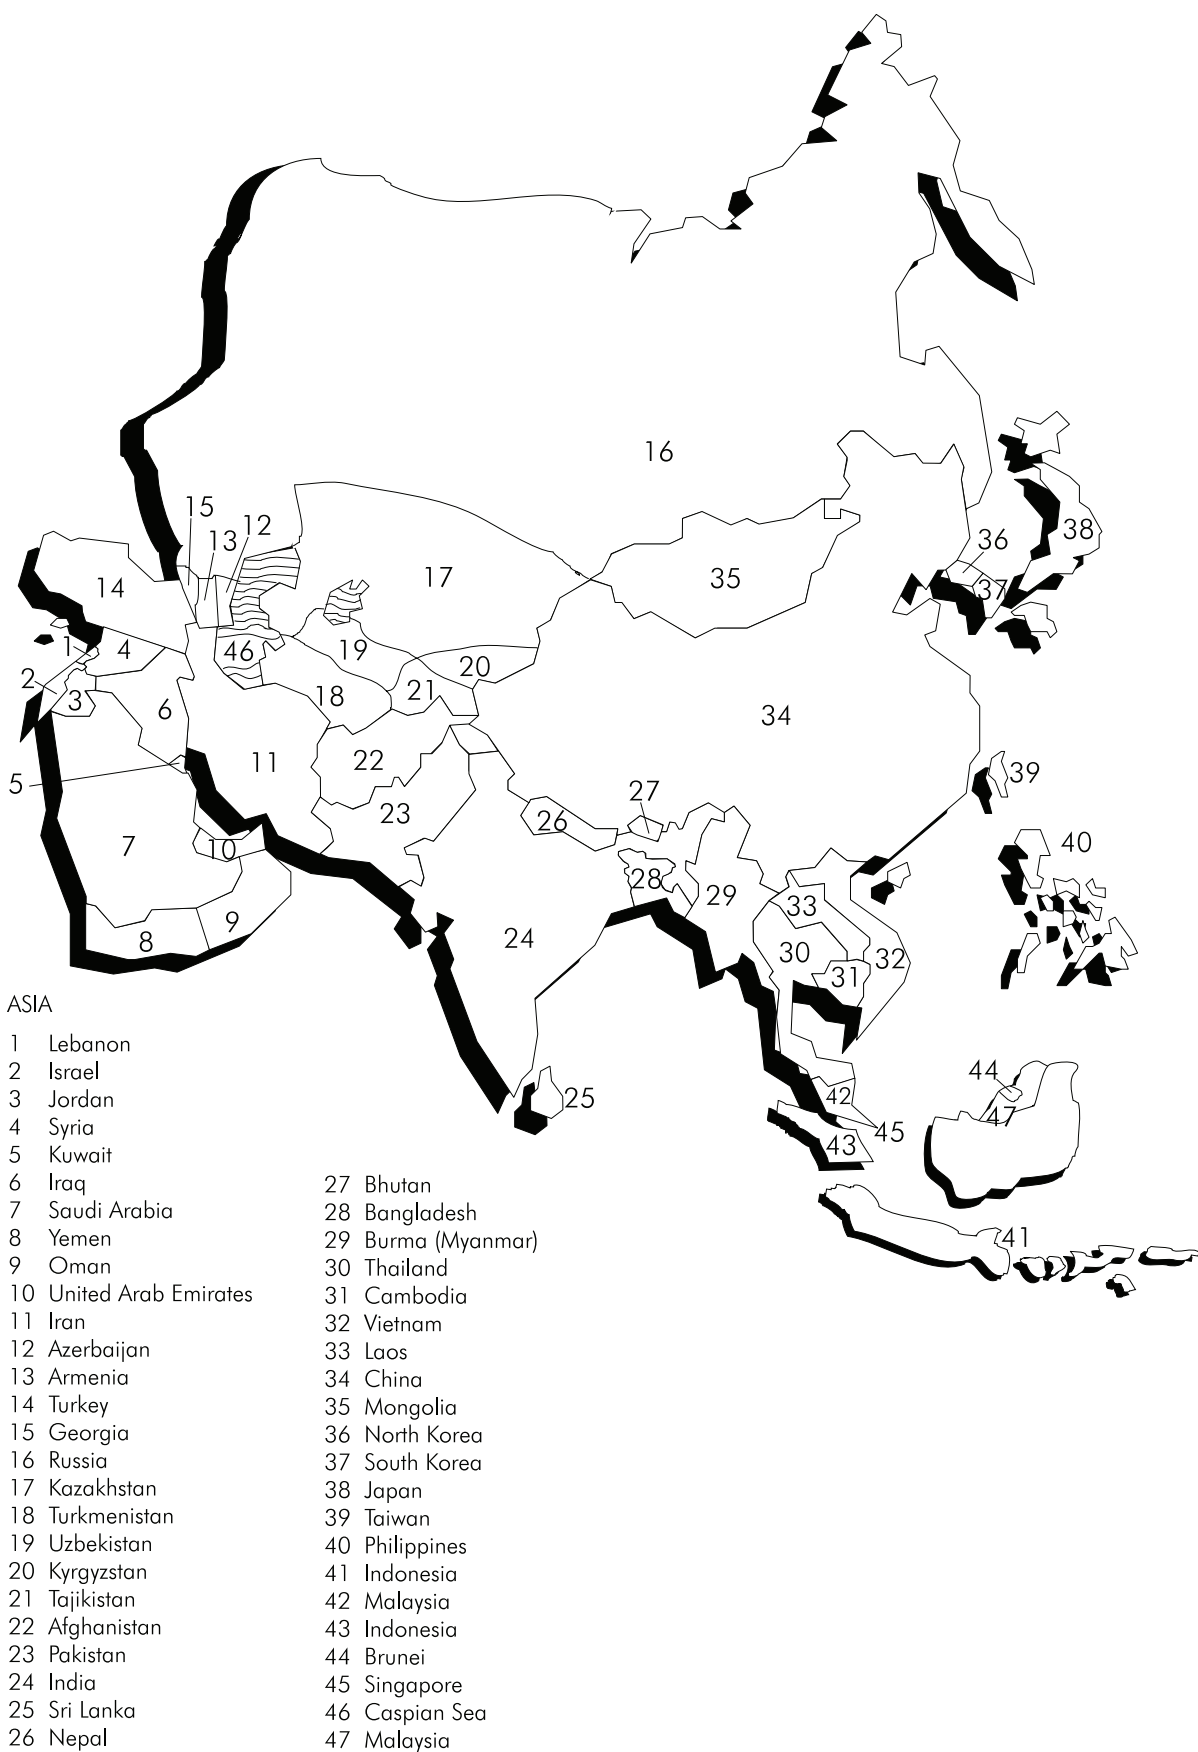 16
15
12
13
36
38
14
17
35
37
1
4
46
19
20
2
3
6
18
21
34
5
11
22
39
23
27
26
40
7
10
28
29
33
9
8
24
30
32
31
ASIA
1 Lebanon
2 Israel
3 Jordan
4 Syria
5 Kuwait
6 Iraq
7 Saudi Arabia
8 Yemen
9 Oman
10 United Arab Emirates
11 Iran
12 Azerbaijan
13 Armenia
14 Turkey
15 Georgia
16 Russia
17 Kazakhstan
18 Turkmenistan
19 Uzbekistan
20 Kyrgyzstan
21 Tajikistan
22 Afghanistan
23 Pakistan
24 India
25 Sri Lanka
26 Nepal
27 Bhutan
28 Bangladesh
29 Burma (Myanmar)
30 Thailand
31 Cambodia
32 Vietnam
33 Laos
34 China
35 Mongolia
36 North Korea
37 South Korea
38 Japan
39 Taiwan
40 Philippines
41 Indonesia
42 Malaysia
43 Indonesia
44 Brunei
45 Singapore
46 Caspian Sea
47 Malaysia
25
44
42
47
45
43
41